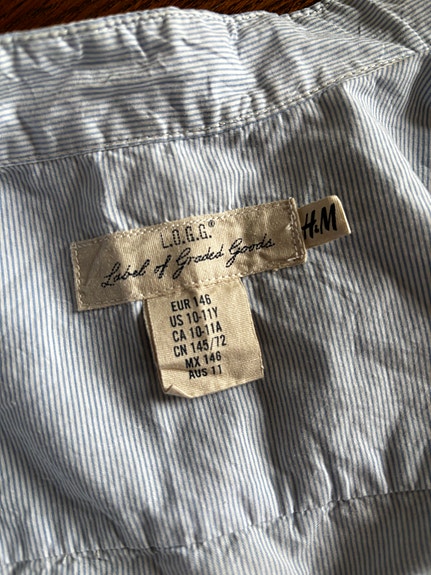 L.O.G.G.®
Label of Graded Goods
H&M
EUR 146
US 10-11Y
CA 10-11A
CN 145/72
MX 146
AUS 11